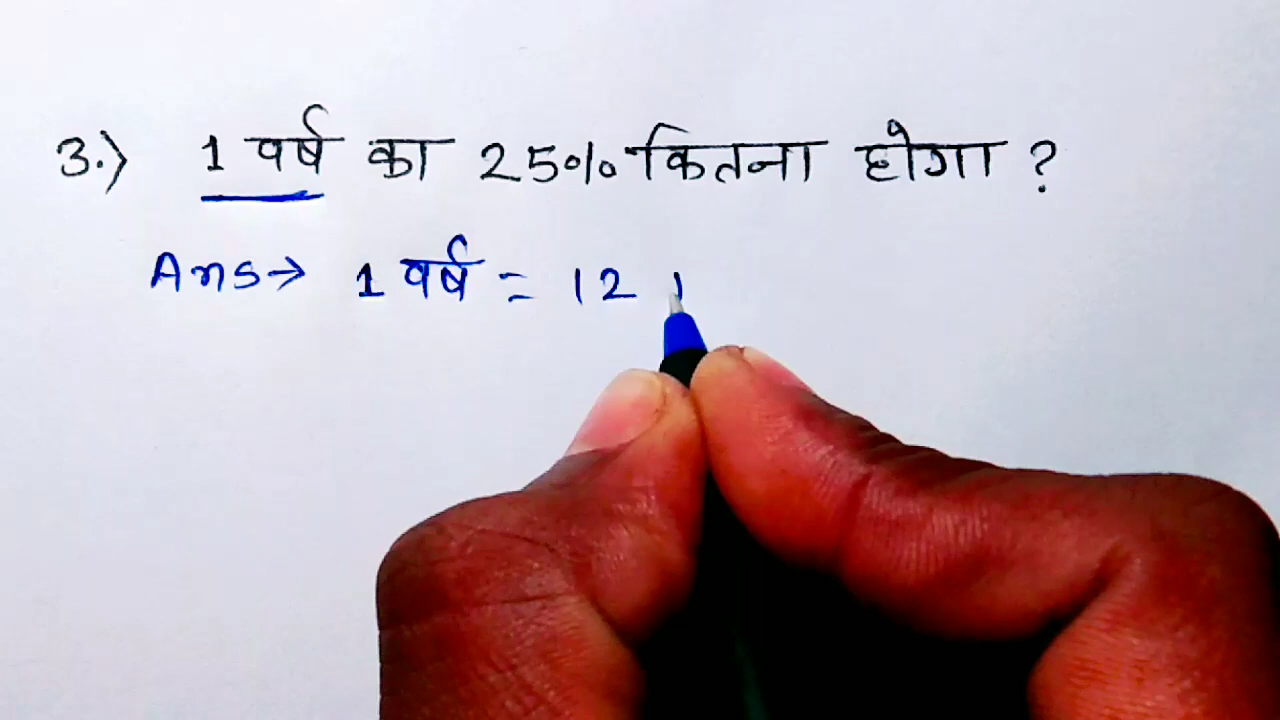 3.) 1 वर्ष का 25% कितना होगा ?
Ans→ 1 वर्ष = 12